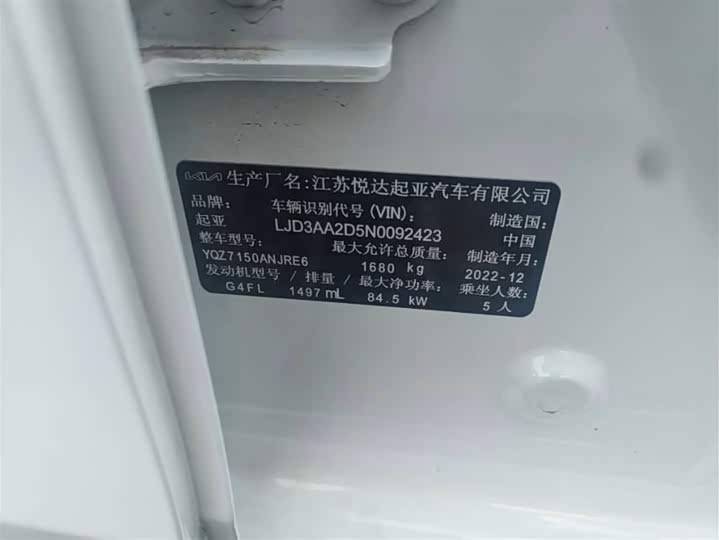 KIA 生产厂名:江苏悦达起亚汽车有限公司
品牌: 车辆识别代号(VIN): 制造国:
起亚 LJD3AA2D5N0092423 中国
整车型号: 最大允许总质量: 制造年月:
YQZ7150ANJRE6 1680 kg 2022-12
发动机型号 / 排量 / 最大净功率: 乘坐人数:
G4FL 1497 mL 84.5 kW 5 人